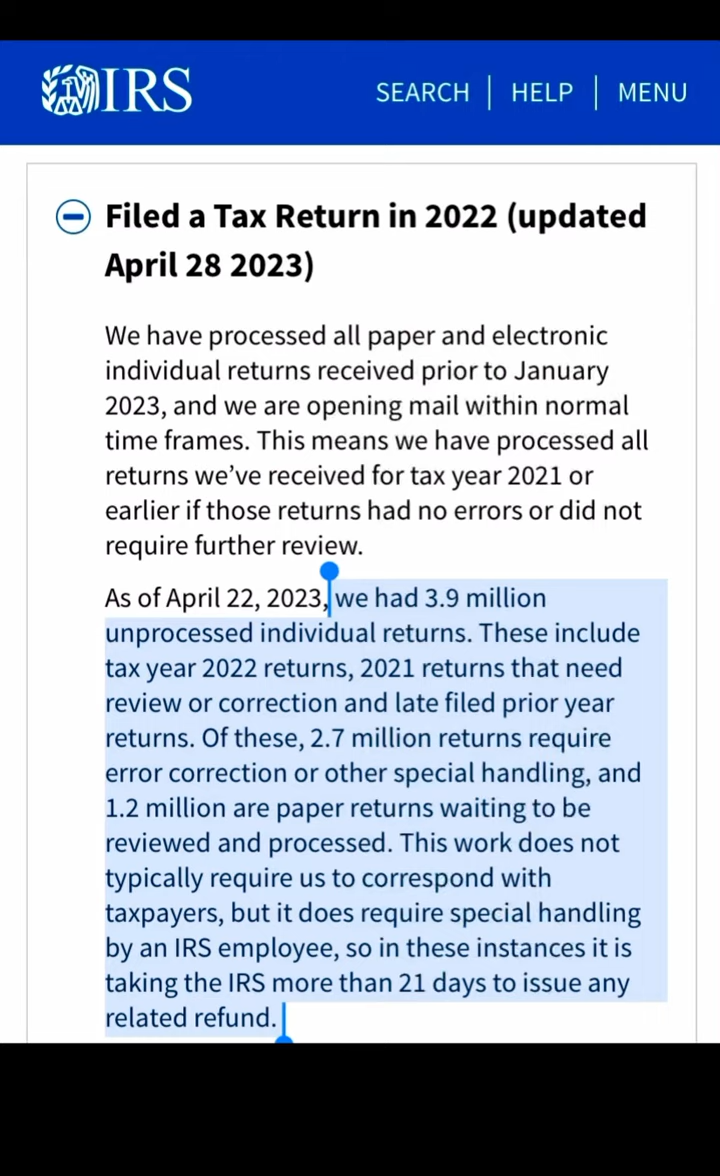 IRS
SEARCH | HELP | MENU
Filed a Tax Return in 2022 (updated
April 28 2023)
We have processed all paper and electronic
individual returns received prior to January
2023, and we are opening mail within normal
time frames. This means we have processed all
returns we’ve received for tax year 2021 or
earlier if those returns had no errors or did not
require further review.
As of April 22, 2023, we had 3.9 million
unprocessed individual returns. These include
tax year 2022 returns, 2021 returns that need
review or correction and late filed prior year
returns. Of these, 2.7 million returns require
error correction or other special handling, and
1.2 million are paper returns waiting to be
reviewed and processed. This work does not
typically require us to correspond with
taxpayers, but it does require special handling
by an IRS employee, so in these instances it is
taking the IRS more than 21 days to issue any
related refund.